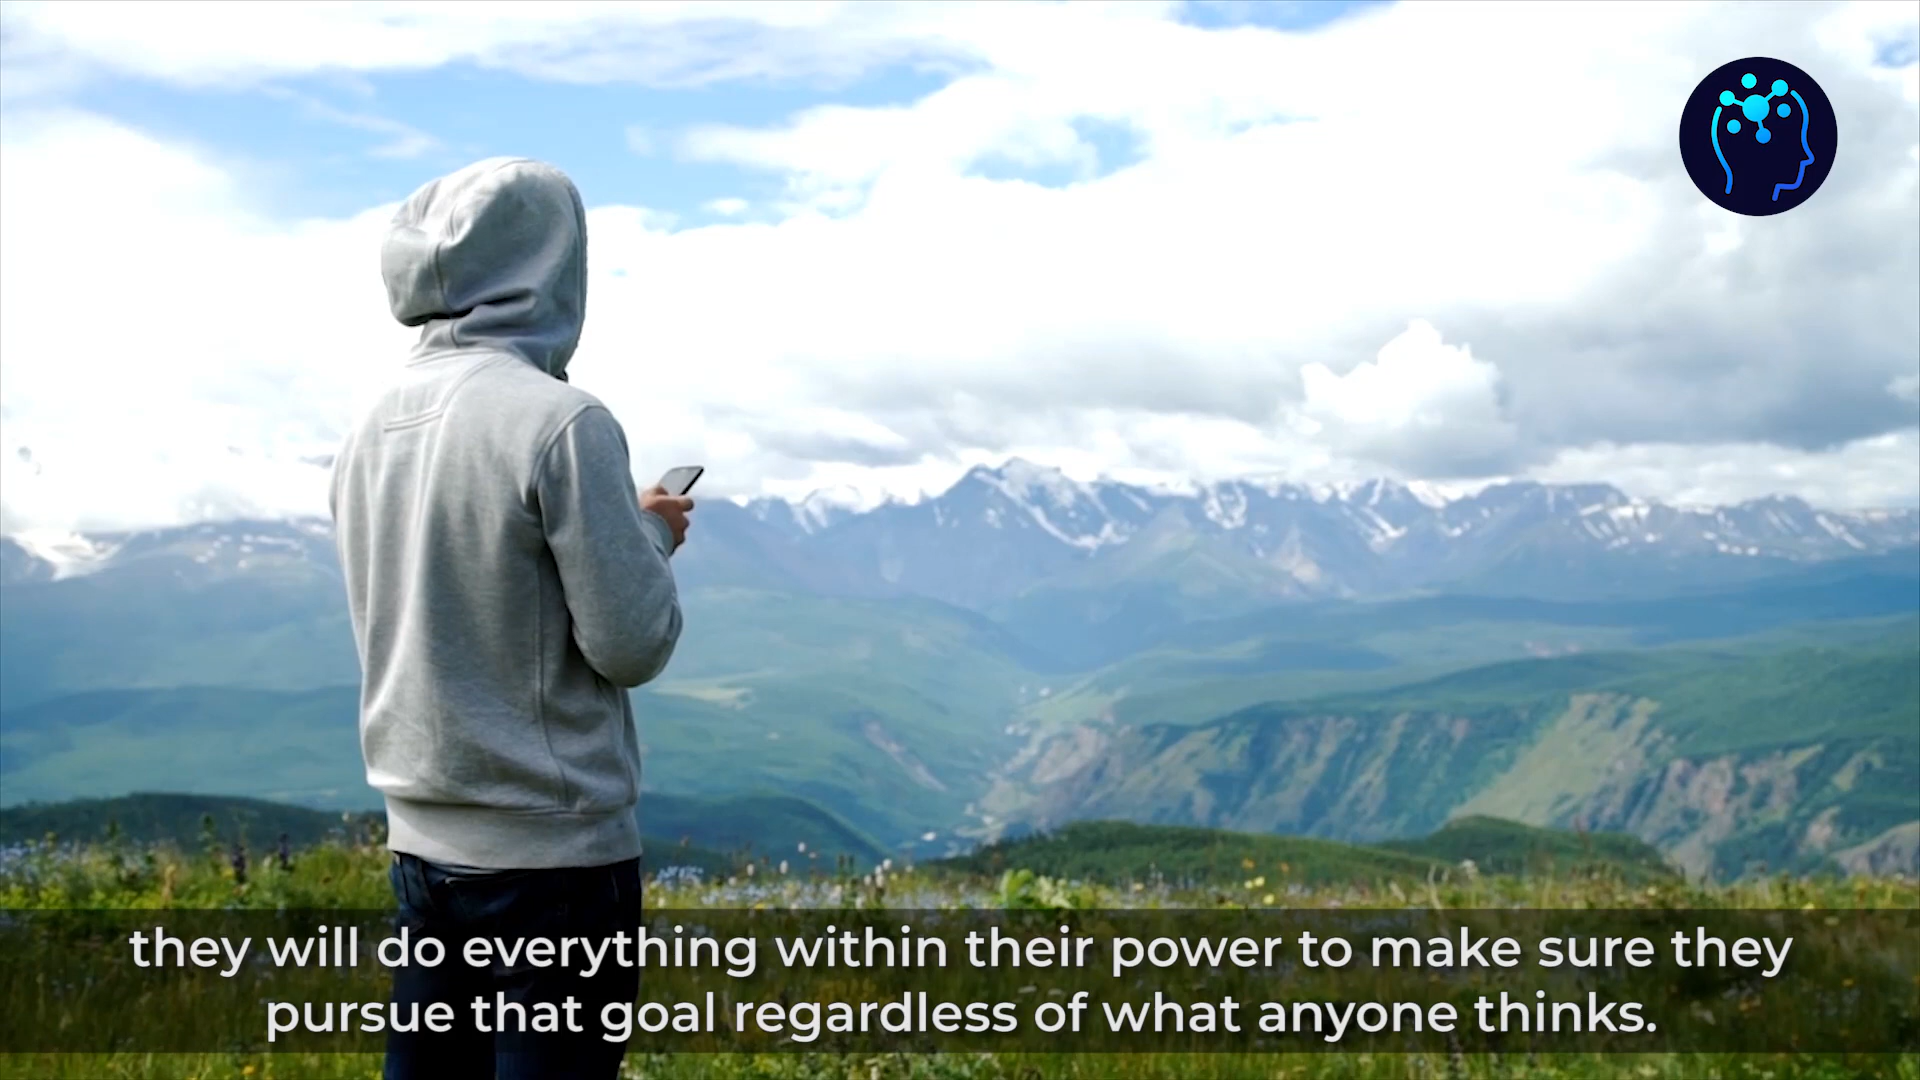 they will do everything within their power to make sure they
pursue that goal regardless of what anyone thinks.